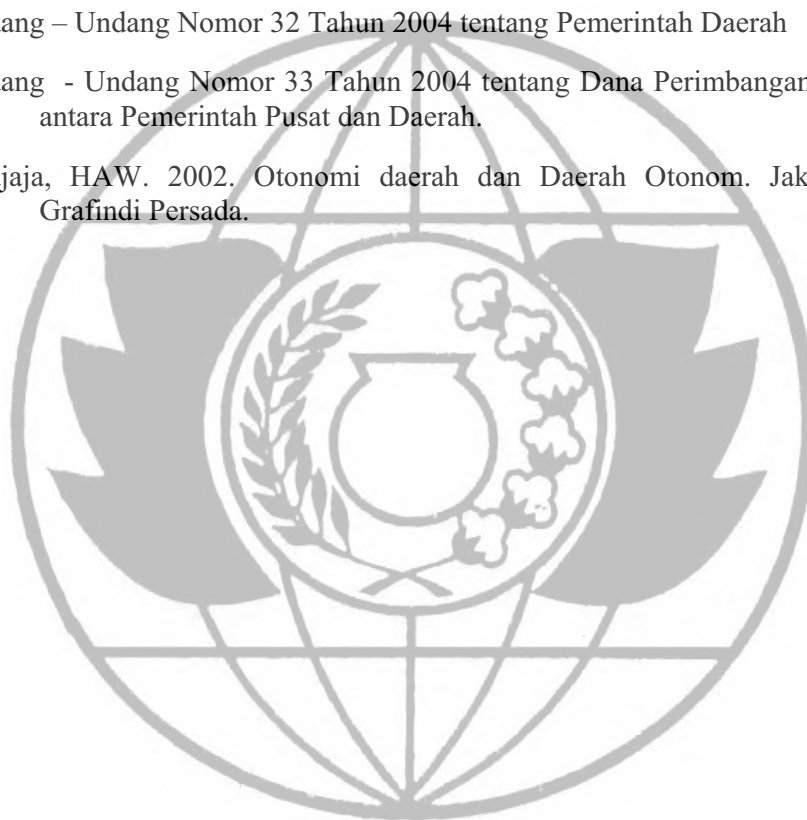 ang – Undang Nomor 32 Tahun 2004 tentang Pemerintah Daerah
ang - Undang Nomor 33 Tahun 2004 tentang Dana Perimbangan
antara Pemerintah Pusat dan Daerah.
jaja, HAW. 2002. Otonomi daerah dan Daerah Otonom. Jak
Grafindi Persada.